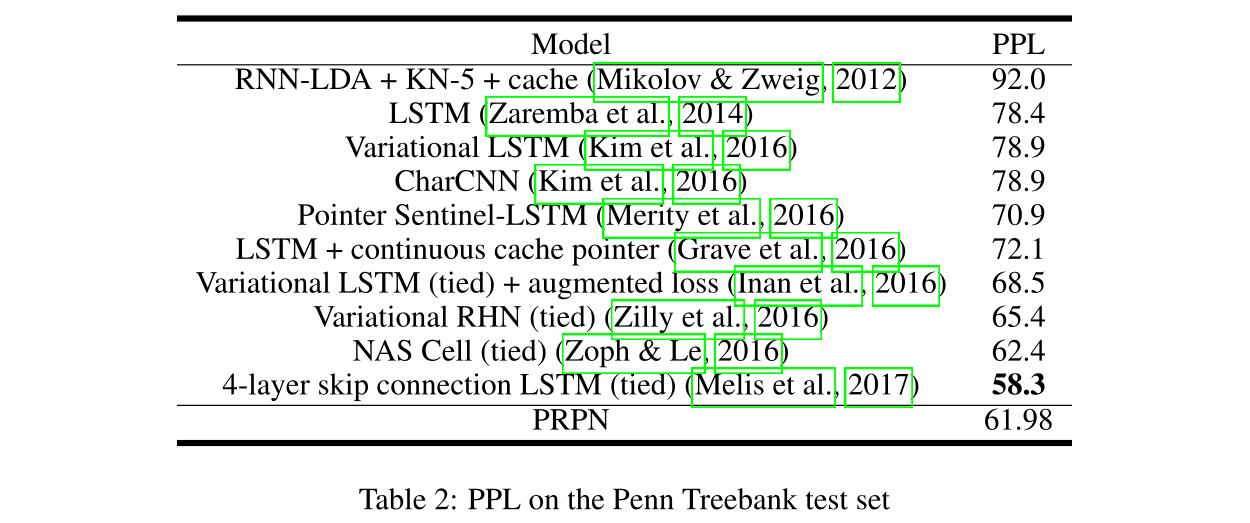 Model PPL
RNN-LDA + KN-5 + cache (Mikolov & Zweig, 2012) 92.0
LSTM (Zaremba et al., 2014) 78.4
Variational LSTM (Kim et al., 2016) 78.9
CharCNN (Kim et al., 2016) 78.9
Pointer Sentinel-LSTM (Merity et al., 2016) 70.9
LSTM + continuous cache pointer (Grave et al., 2016) 72.1
Variational LSTM (tied) + augmented loss (Inan et al., 2016) 68.5
Variational RHN (tied) (Zilly et al., 2016) 65.4
NAS Cell (tied) (Zoph & Le, 2016) 62.4
4-layer skip connection LSTM (tied) (Melis et al., 2017) 58.3
PRPN 61.98
Table 2: PPL on the Penn Treebank test set